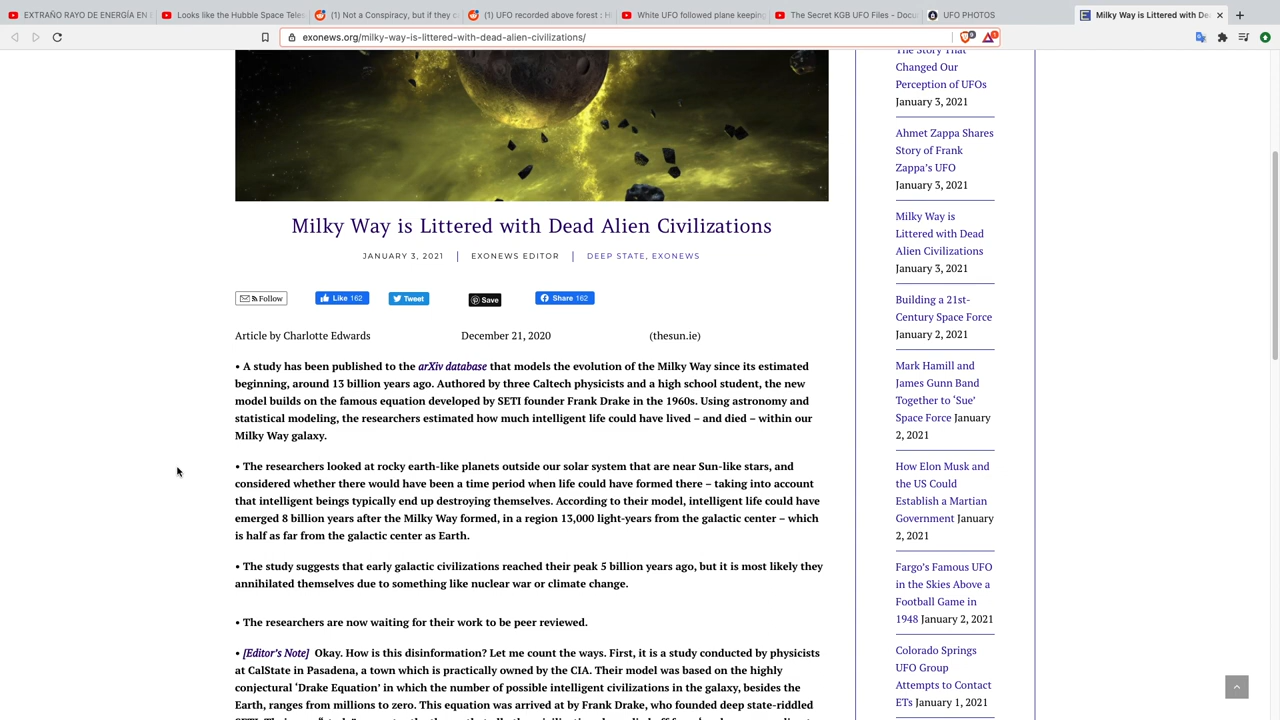 EXTRAÑO RAYO DE ENERGÍA EN
Looks like the Hubble Space Teles
(1) Not a Conspiracy, but if they c
(1) UFO recorded above forest : H
White UFO followed plane keeping
The Secret KGB UFO Files - Docu
UFO PHOTOS
Milky Way is Littered with De
exonews.org/milky-way-is-littered-with-dead-alien-civilizations/
Milky Way is Littered with Dead Alien Civilizations
JANUARY 3, 2021 | EXONEWS EDITOR | DEEP STATE, EXONEWS
Follow
Like 162
Tweet
Save
Share 162
Article by Charlotte Edwards December 21, 2020 (thesun.ie)
• A study has been published to the arXiv database that models the evolution of the Milky Way since its estimated
beginning, around 13 billion years ago. Authored by three Caltech physicists and a high school student, the new
model builds on the famous equation developed by SETI founder Frank Drake in the 1960s. Using astronomy and
statistical modeling, the researchers estimated how much intelligent life could have lived – and died – within our
Milky Way galaxy.
• The researchers looked at rocky earth-like planets outside our solar system that are near Sun-like stars, and
considered whether there would have been a time period when life could have formed there – taking into account
that intelligent beings typically end up destroying themselves. According to their model, intelligent life could have
emerged 8 billion years after the Milky Way formed, in a region 13,000 light-years from the galactic center – which
is half as far from the galactic center as Earth.
• The study suggests that early galactic civilizations reached their peak 5 billion years ago, but it is most likely they
annihilated themselves due to something like nuclear war or climate change.
• The researchers are now waiting for their work to be peer reviewed.
• [Editor's Note] Okay. How is this disinformation? Let me count the ways. First, it is a study conducted by physicists
at CalState in Pasadena, a town which is practically owned by the CIA. Their model was based on the highly
conjectural ‘Drake Equation’ in which the number of possible intelligent civilizations in the galaxy, besides the
Earth, ranges from millions to zero. This equation was arrived at by Frank Drake, who founded deep state-riddled
The Story That
Changed Our
Perception of UFOs
January 3, 2021
Ahmet Zappa Shares
Story of Frank
Zappa’s UFO
January 3, 2021
Milky Way is
Littered with Dead
Alien Civilizations
January 3, 2021
Building a 21st-
Century Space Force
January 2, 2021
Mark Hamill and
James Gunn Band
Together to ‘Sue’
Space Force January
2, 2021
How Elon Musk and
the US Could
Establish a Martian
Government January
2, 2021
Fargo’s Famous UFO
in the Skies Above a
Football Game in
1948 January 2, 2021
Colorado Springs
UFO Group
Attempts to Contact
ETs January 1, 2021